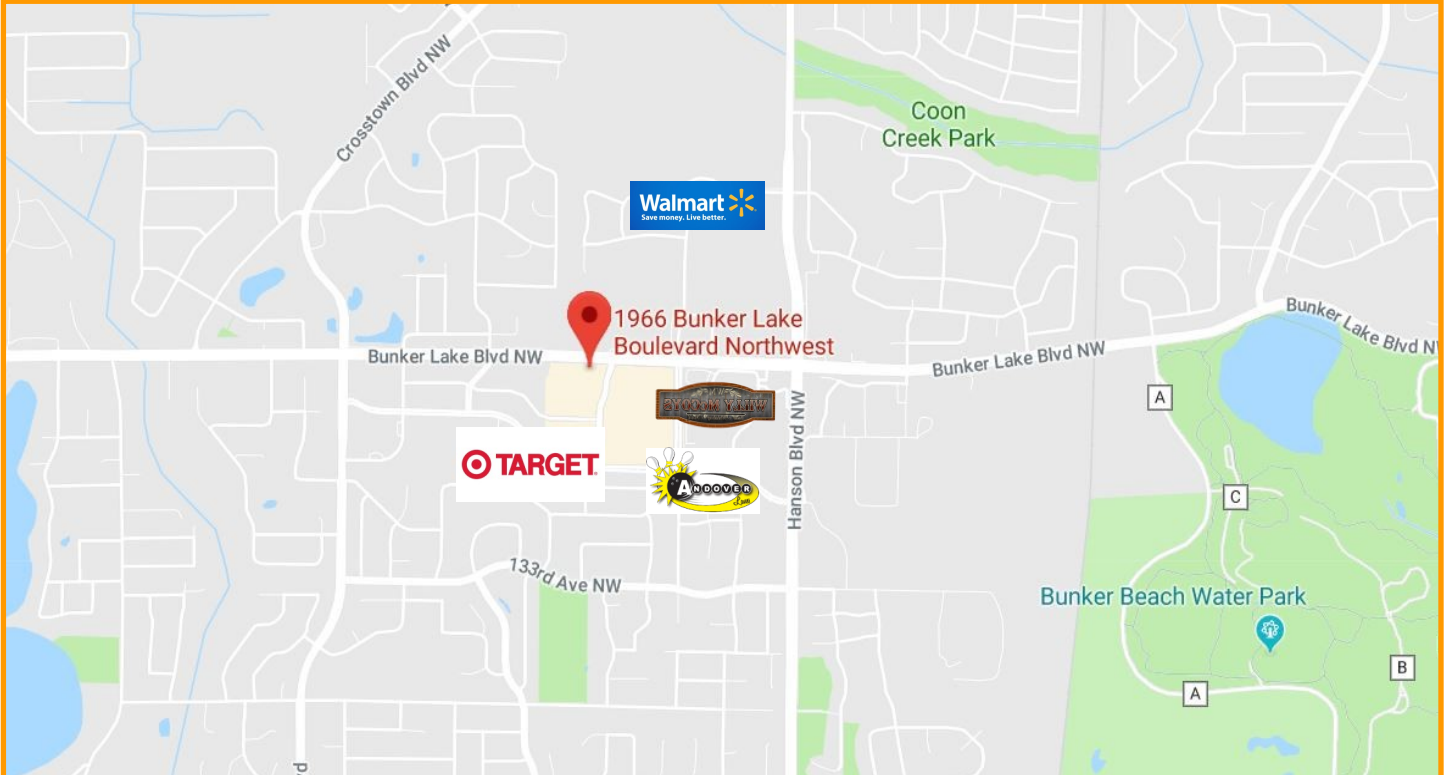 Crosstown Blvd NW
Coon
Creek Park
Walmart
Save money. Live better.
1966 Bunker Lake
Boulevard Northwest
Bunker Lake Blvd NW
Bunker Lake Blvd NW
Bunker Lake Blvd N
A
Hanson Blvd NW
TARGET
ANDOVER
C
133rd Ave NW
Bunker Beach Water Park
B
A